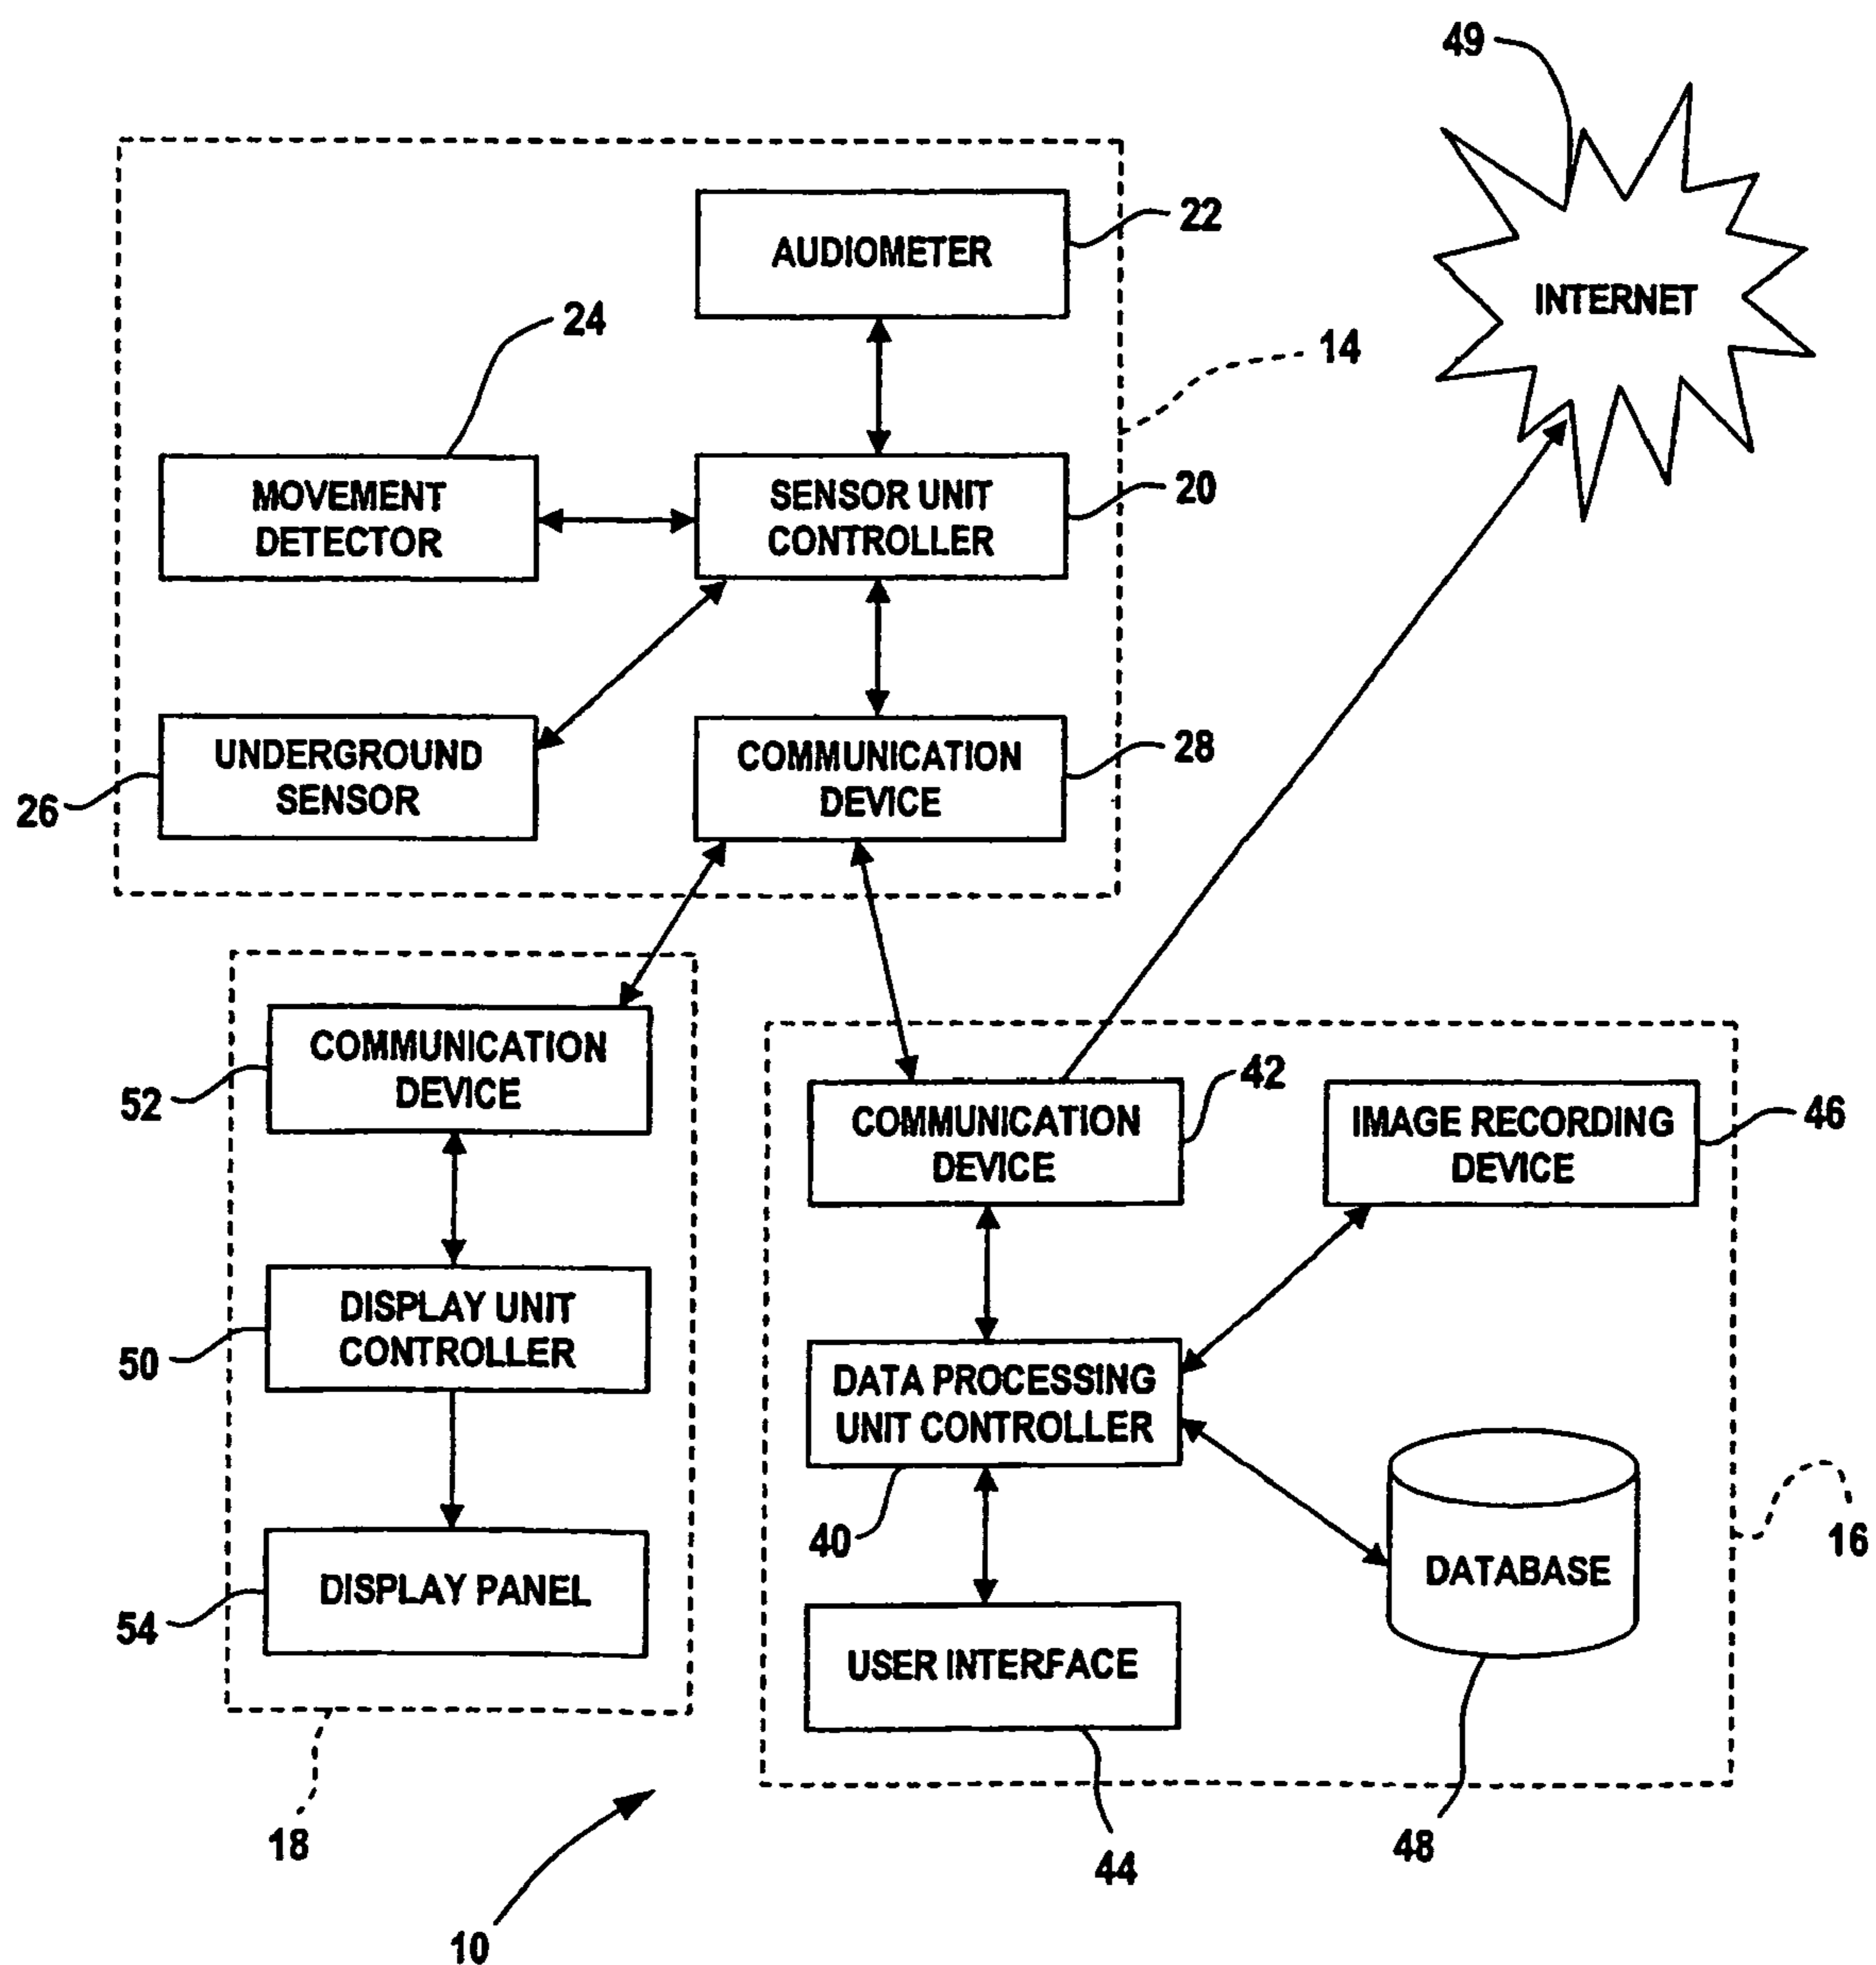 49
AUDIOMETER
22
INTERNET
24
14
MOVEMENT
DETECTOR
SENSOR UNIT
CONTROLLER
20
UNDERGROUND
SENSOR
26
COMMUNICATION
DEVICE
28
COMMUNICATION
DEVICE
52
COMMUNICATION
DEVICE
42
IMAGE RECORDING
DEVICE
46
DISPLAY UNIT
CONTROLLER
50
DATA PROCESSING
UNIT CONTROLLER
40
DATABASE
16
DISPLAY PANEL
54
USER INTERFACE
18
44
48
10